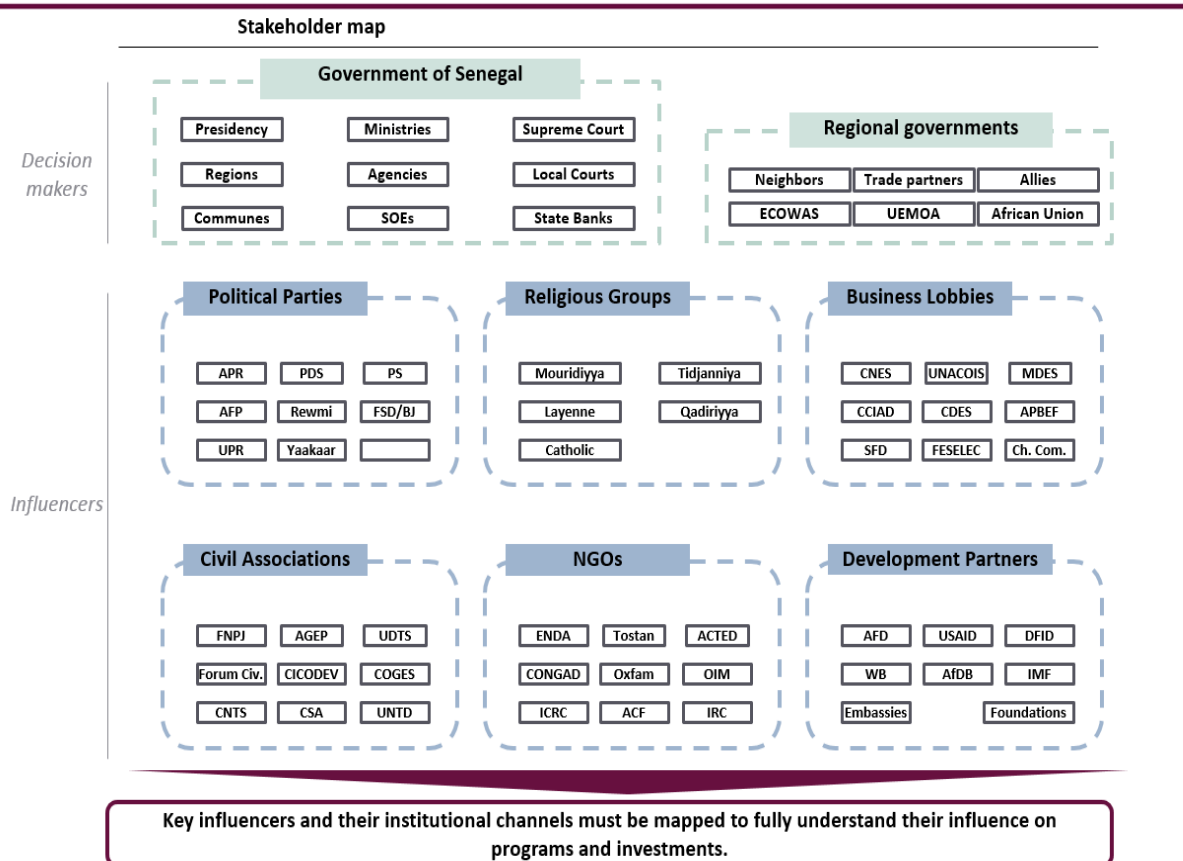 Stakeholder map
Government of Senegal
Presidency
Ministries
Supreme Court
Regions
Agencies
Local Courts
Communes
SOEs
State Banks
Regional governments
Neighbors
Trade partners
Allies
ECOWAS
UEMOA
African Union
Decision
makers
Political Parties
APR
PDS
PS
AFP
Rewmi
FSD/BJ
UPR
Yaakaar
Religious Groups
Mouridiyya
Tidjanniya
Layenne
Qadiriyya
Catholic
Business Lobbies
CNES
UNACOIS
MDES
CCIAD
CDES
APBEF
SFD
FESELEC
Ch. Com.
Influencers
Civil Associations
FNPJ
AGEP
UDTS
Forum Civ.
CICODEV
COGES
CNTS
CSA
UNTD
NGOs
ENDA
Tostan
ACTED
CONGAD
Oxfam
OIM
ICRC
ACF
IRC
Development Partners
AFD
USAID
DFID
WB
AfDB
IMF
Embassies
Foundations
Key influencers and their institutional channels must be mapped to fully understand their influence on
programs and investments.